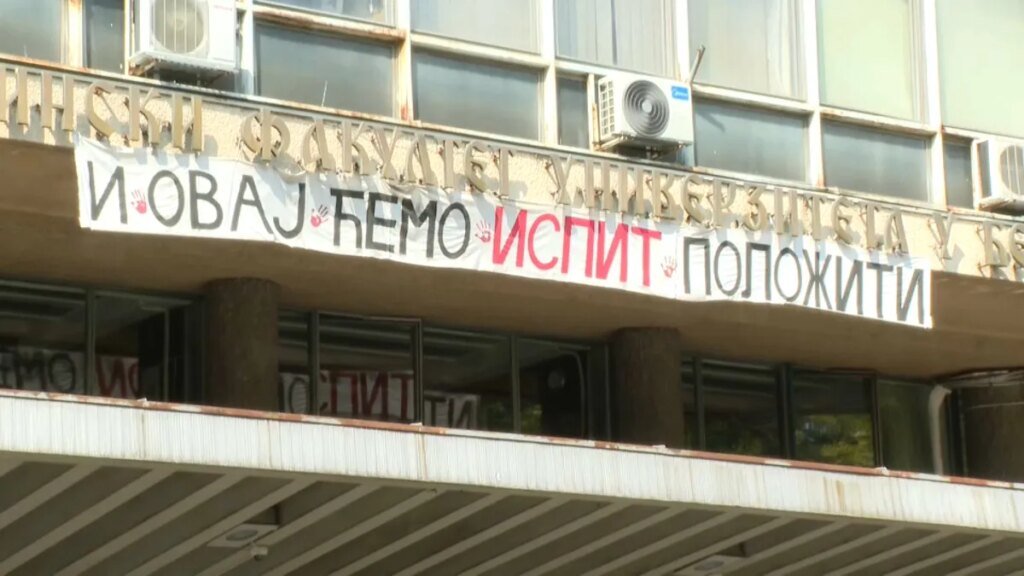 ФАКУЛТЕТ УНИВЕРЗИТЕТА У
И ОВАЈ ЋЕМО ИСПИТ ПОЛОЖИТИ